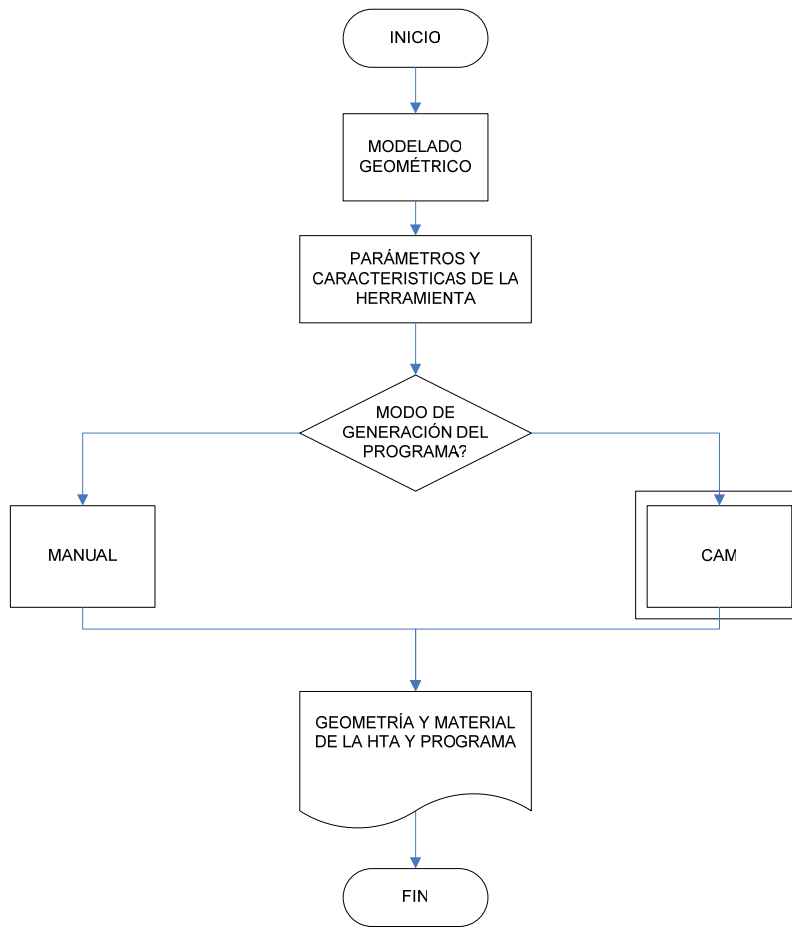 INICIO
MODELADO
GEOMÉTRICO
PARÁMETROS Y
CARACTERISTICAS DE LA
HERRAMIENTA
MODO DE
GENERACIÓN DEL
PROGRAMA?
MANUAL
CAM
GEOMETRÍA Y MATERIAL
DE LA HTA Y PROGRAMA
FIN